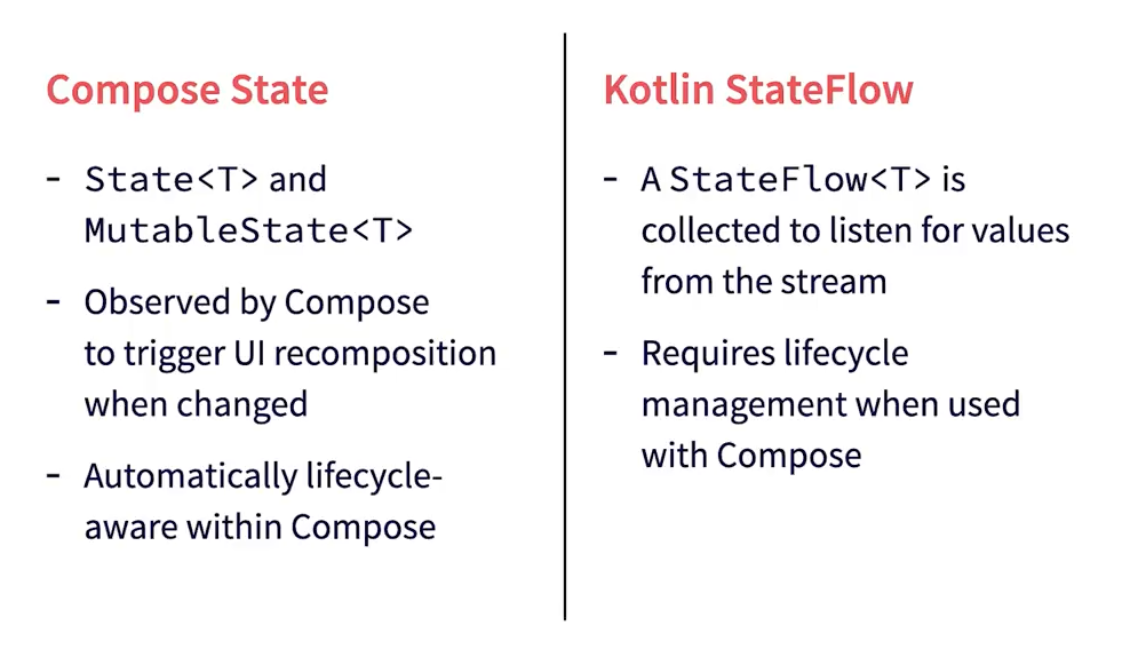 Compose State
- State<T> and
MutableState<T>
- Observed by Compose
to trigger UI recomposition
when changed
- Automatically lifecycle-
aware within Compose
Kotlin StateFlow
- A StateFlow<T> is
collected to listen for values
from the stream
- Requires lifecycle
management when used
with Compose